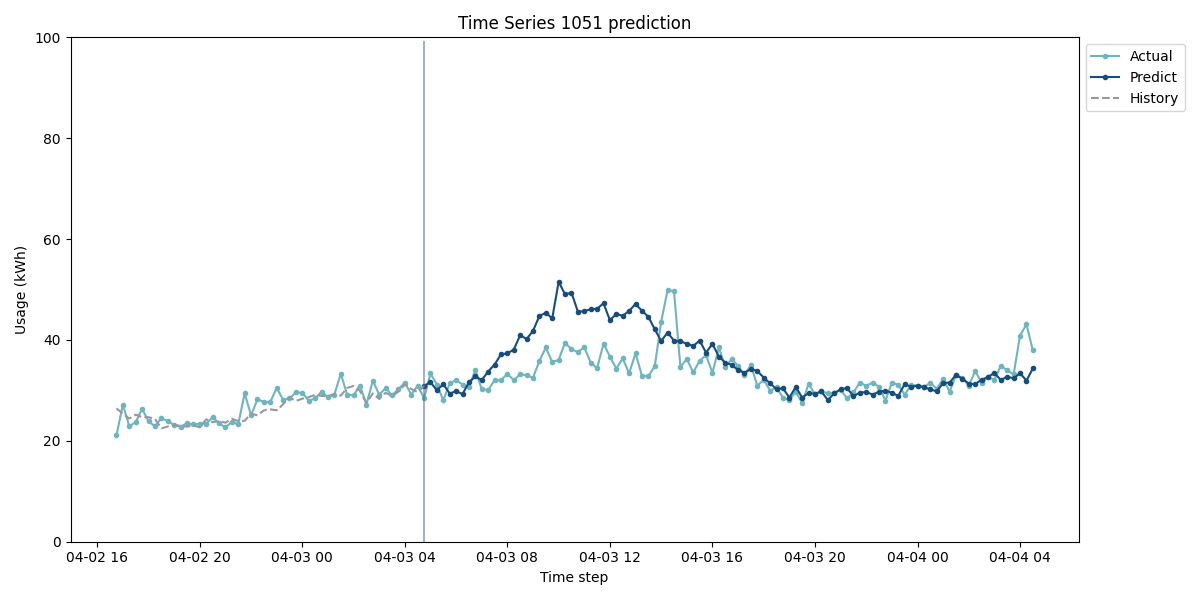 Time Series 1051 prediction
100
80
60
40
20
0
Usage (kWh)
04-02 16
04-02 20
04-03 00
04-03 04
04-03 08
04-03 12
04-03 16
04-03 20
04-04 00
04-04 04
Time step
Actual
Predict
History